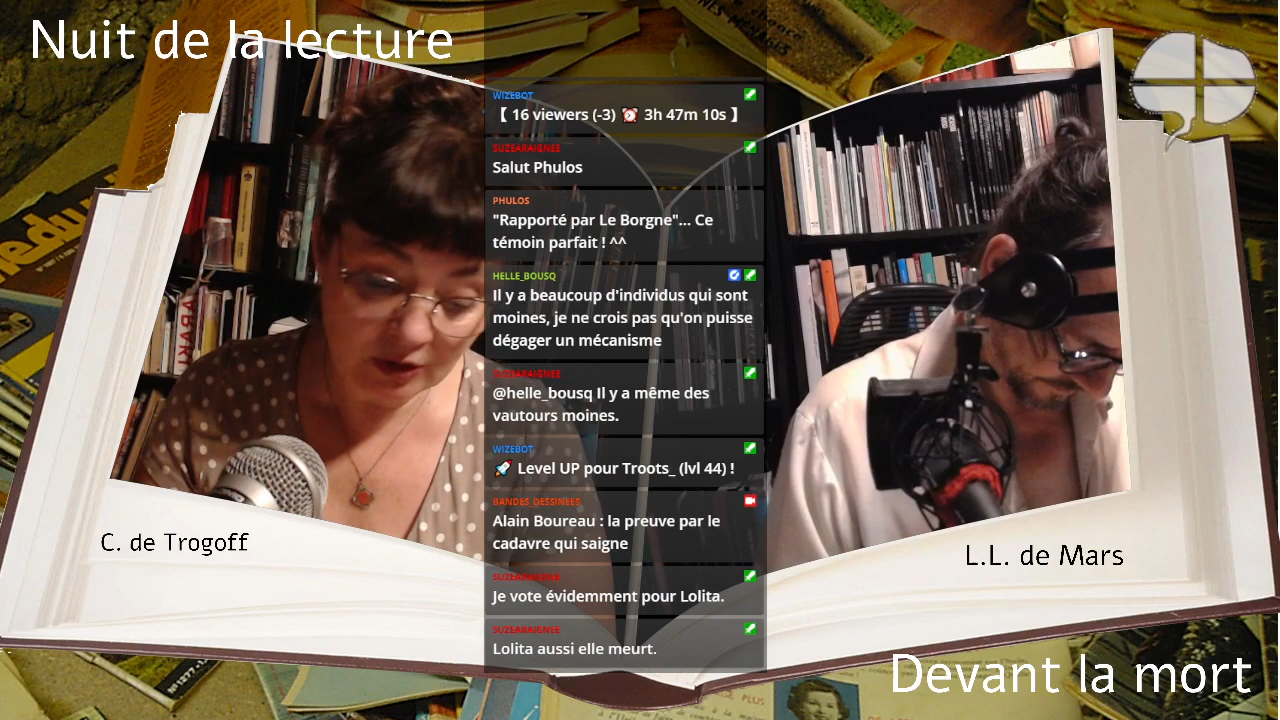 Nuit de la lecture
WIZEBOT
【 16 viewers (-3) ⏰ 3h 47m 10s 】
SUZEARAIGNEE
Salut Phulos
PHULOS
"Rapporté par Le Borgne"... Ce
témoin parfait ! ^^
HELLE_BOUSQ
Il y a beaucoup d'individus qui sont
moines, je ne crois pas qu'on puisse
dégager un mécanisme
SUZEARAIGNEE
@helle_bousq Il y a même des
vautours moines.
WIZEBOT
🚀 Level UP pour Troots_ (lvl 44) !
BANDES_DESSINEES
Alain Boureau : la preuve par le
cadavre qui saigne
SUZEARAIGNEE
Je vote évidemment pour Lolita.
SUZEARAIGNEE
Lolita aussi elle meurt.
C. de Trogoff
L.L. de Mars
Devant la mort